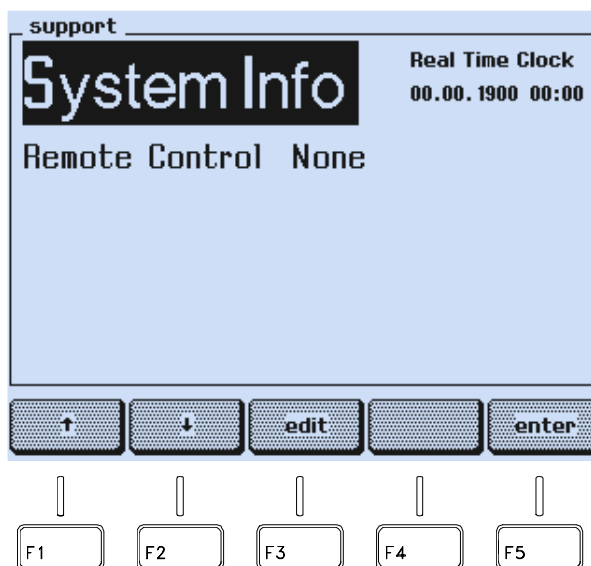 support
System Info
Real Time Clock
00.00.1900 00:00
Remote Control None
↑ ↓ edit enter
F1 F2 F3 F4 F5